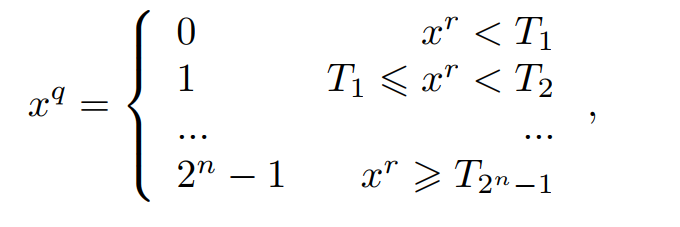 x^q = { 0 x^r < T_1
1 T_1 ⩽ x^r < T_2
... ...
2^n − 1 x^r ⩾ T_{2^n−1} ,